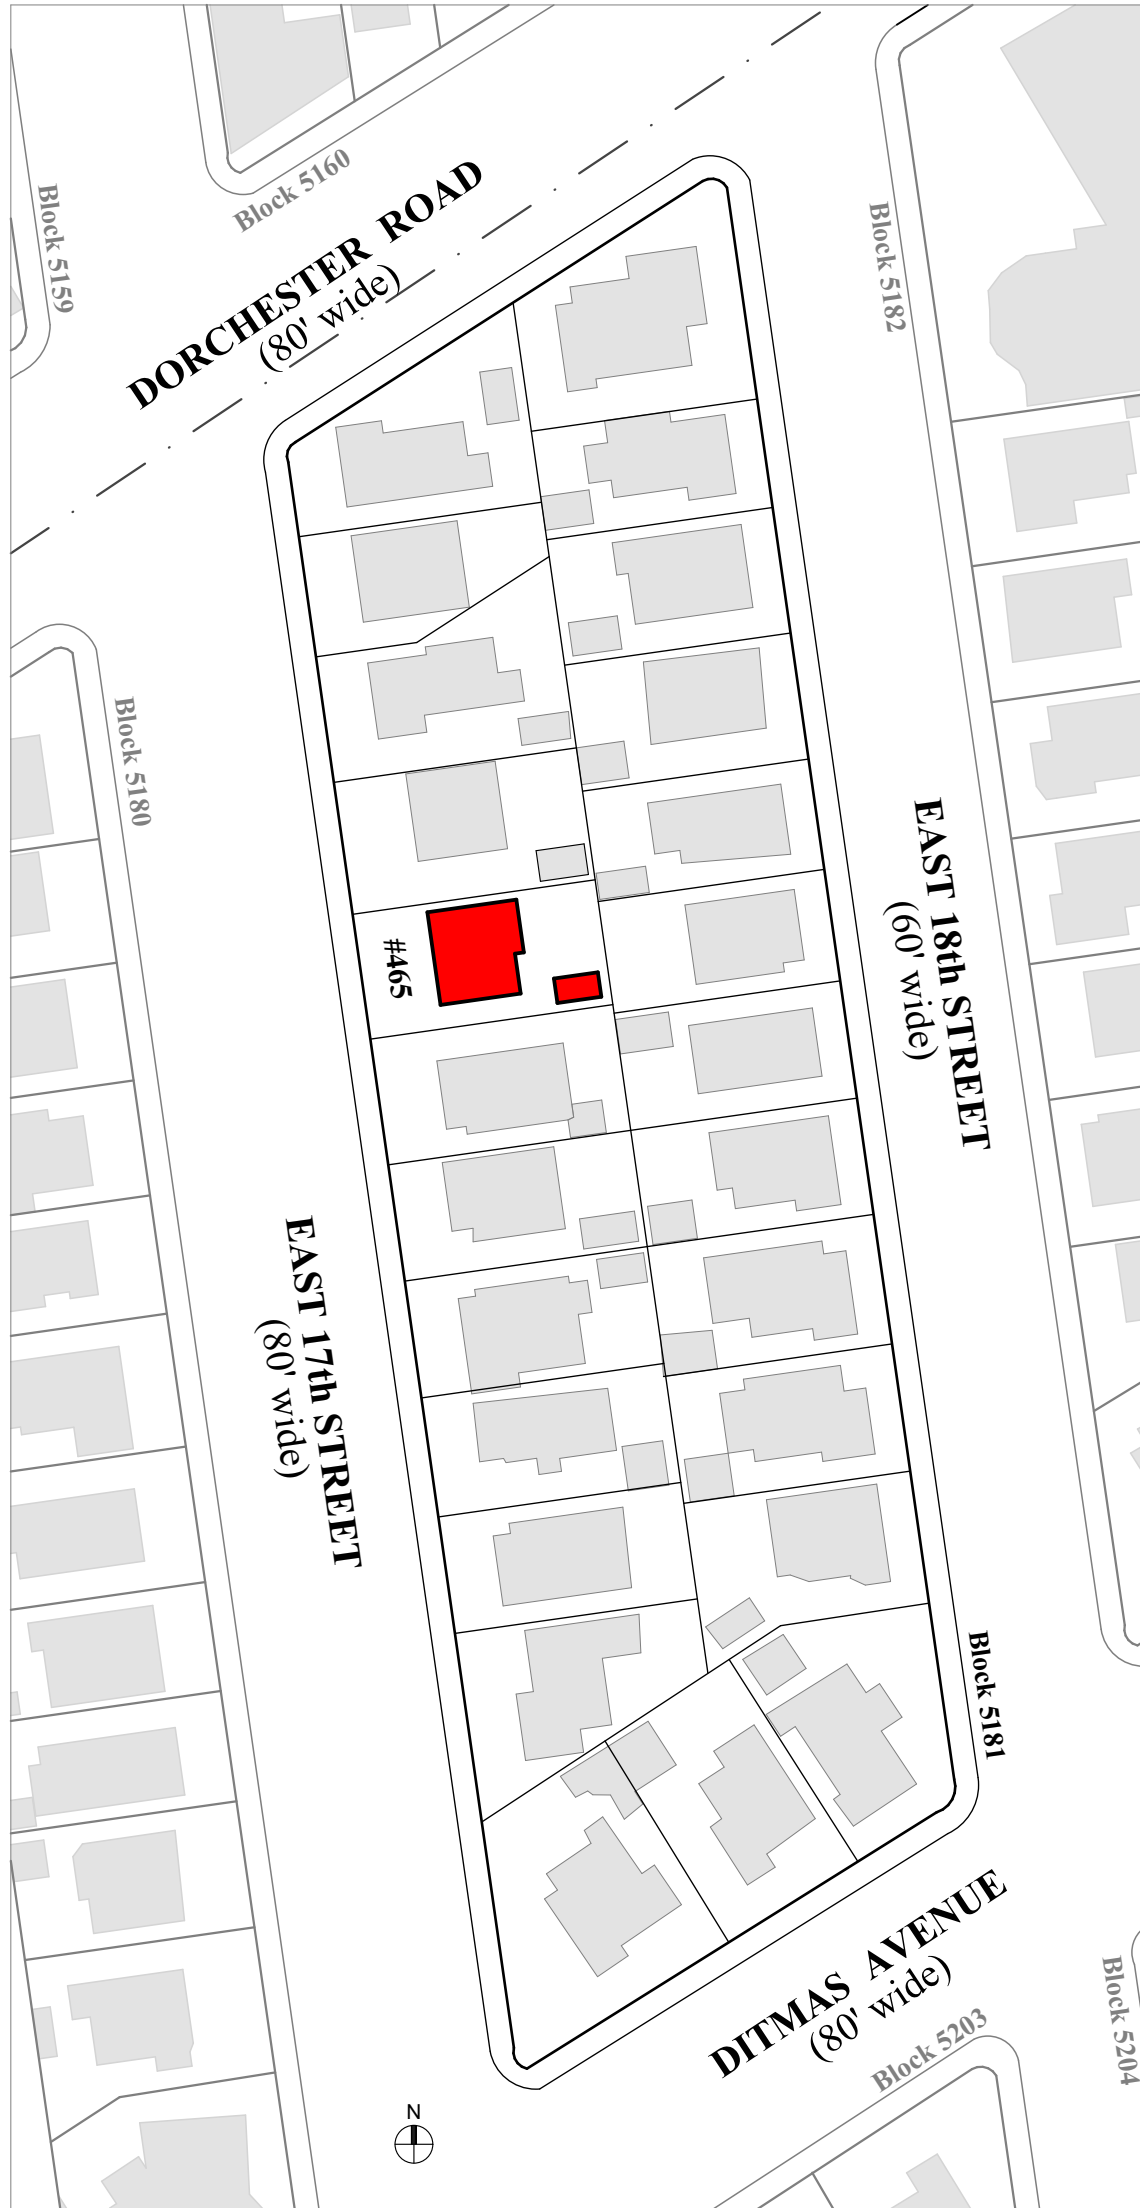 Block 5160
Block 5159
DORCHESTER ROAD
(80' wide)
Block 5182
Block 5180
EAST 18th STREET
(60' wide)
#465
EAST 17th STREET
(80' wide)
Block 5181
DITMAS AVENUE
(80' wide)
Block 5203
Block 5204
N